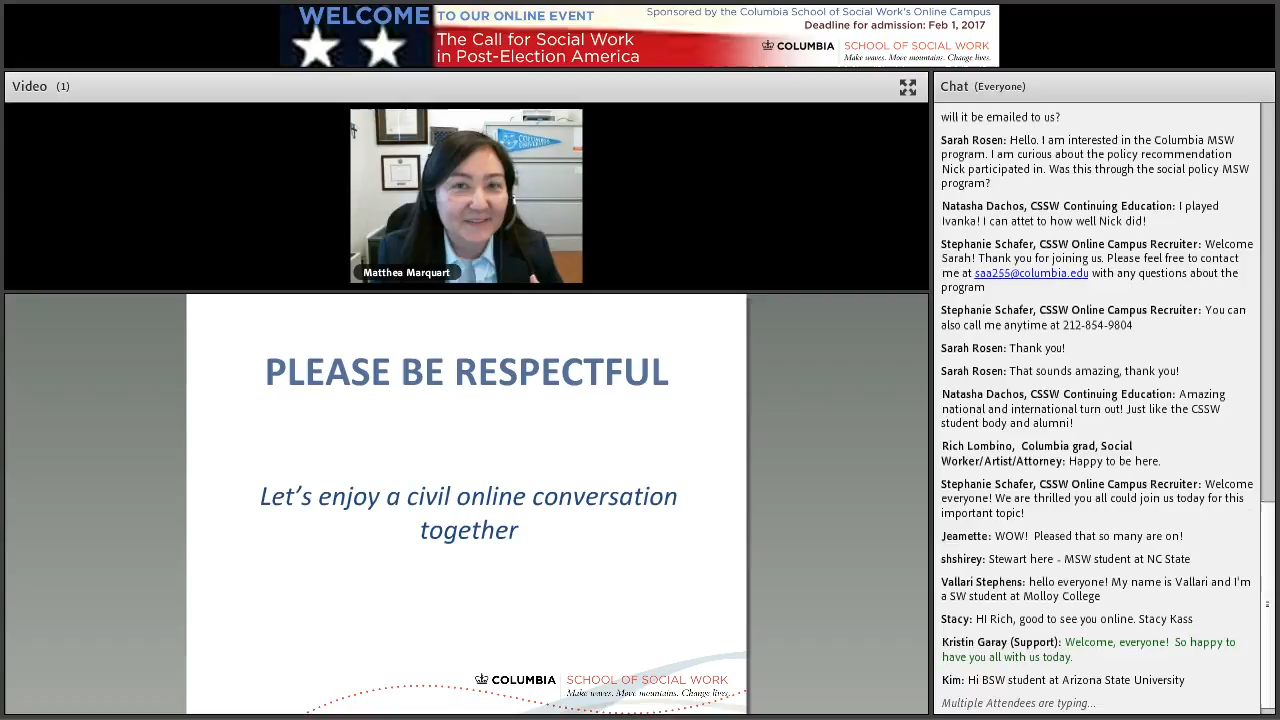 WELCOME TO OUR ONLINE EVENT
The Call for Social Work
in Post-Election America
Sponsored by the Columbia School of Social Work's Online Campus
Deadline for admission: Feb 1, 2017
COLUMBIA SCHOOL OF SOCIAL WORK
Make waves. Move mountains. Change lives.
Video (1)
COLUMBIA
UNIVERSITY
Matthea Marquart
PLEASE BE RESPECTFUL
Let's enjoy a civil online conversation
together
COLUMBIA SCHOOL OF SOCIAL WORK
Make waves. Move mountains. Change lives.
Chat (Everyone)
will it be emailed to us?
Sarah Rosen: Hello. I am interested in the Columbia MSW
program. I am curious about the policy recommendation
Nick participated in. Was this through the social policy MSW
program?
Natasha Dachos, CSSW Continuing Education: I played
Ivanka! I can attet to how well Nick did!
Stephanie Schafer, CSSW Online Campus Recruiter: Welcome
Sarah! Thank you for joining us. Please feel free to contact
me at saa255@columbia.edu with any questions about the
program
Stephanie Schafer, CSSW Online Campus Recruiter: You can
also call me anytime at 212-854-9804
Sarah Rosen: Thank you!
Sarah Rosen: That sounds amazing, thank you!
Natasha Dachos, CSSW Continuing Education: Amazing
national and international turn out! Just like the CSSW
student body and alumni!
Rich Lombino, Columbia grad, Social
Worker/Artist/Attorney: Happy to be here.
Stephanie Schafer, CSSW Online Campus Recruiter: Welcome
everyone! We are thrilled you all could join us today for this
important topic!
Jeamette: WOW! Pleased that so many are on!
shshirey: Stewart here - MSW student at NC State
Vallari Stephens: hello everyone! My name is Vallari and I'm
a SW student at Molloy College
Stacy: HI Rich, good to see you online. Stacy Kass
Kristin Garay (Support): Welcome, everyone! So happy to
have you all with us today.
Kim: Hi BSW student at Arizona State University
Multiple Attendees are typing...